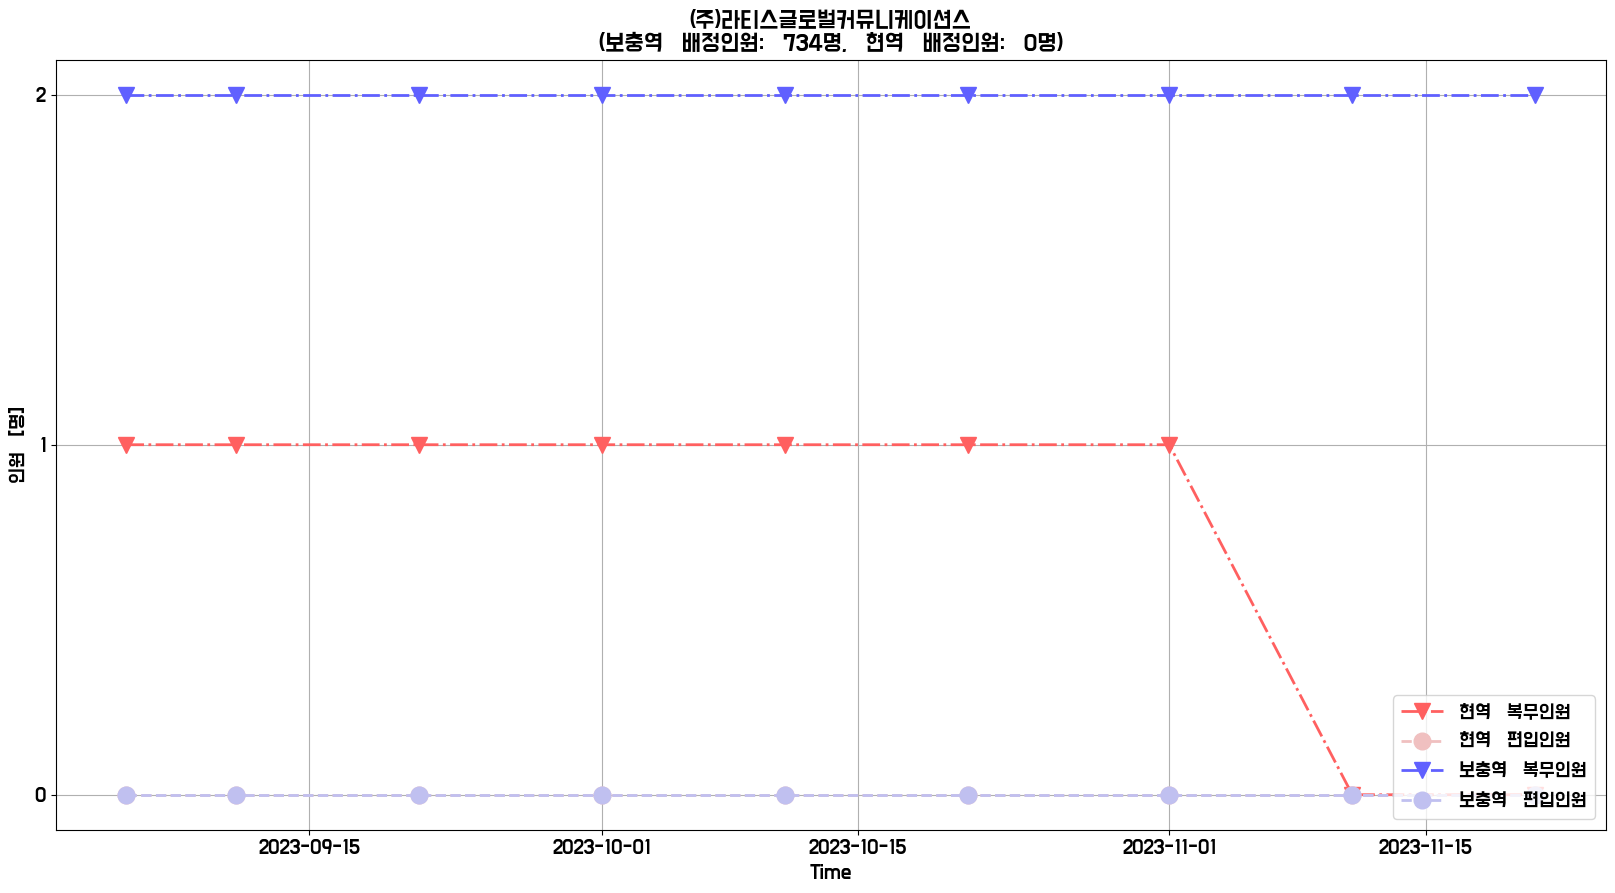 (주)라티스글로벌커뮤니케이션스
(보충역 배정인원: 734명, 현역 배정인원: 0명)
인원 [명]
2
1
0
2023-09-15 2023-10-01 2023-10-15 2023-11-01 2023-11-15
Time
현역 복무인원
현역 편입인원
보충역 복무인원
보충역 편입인원